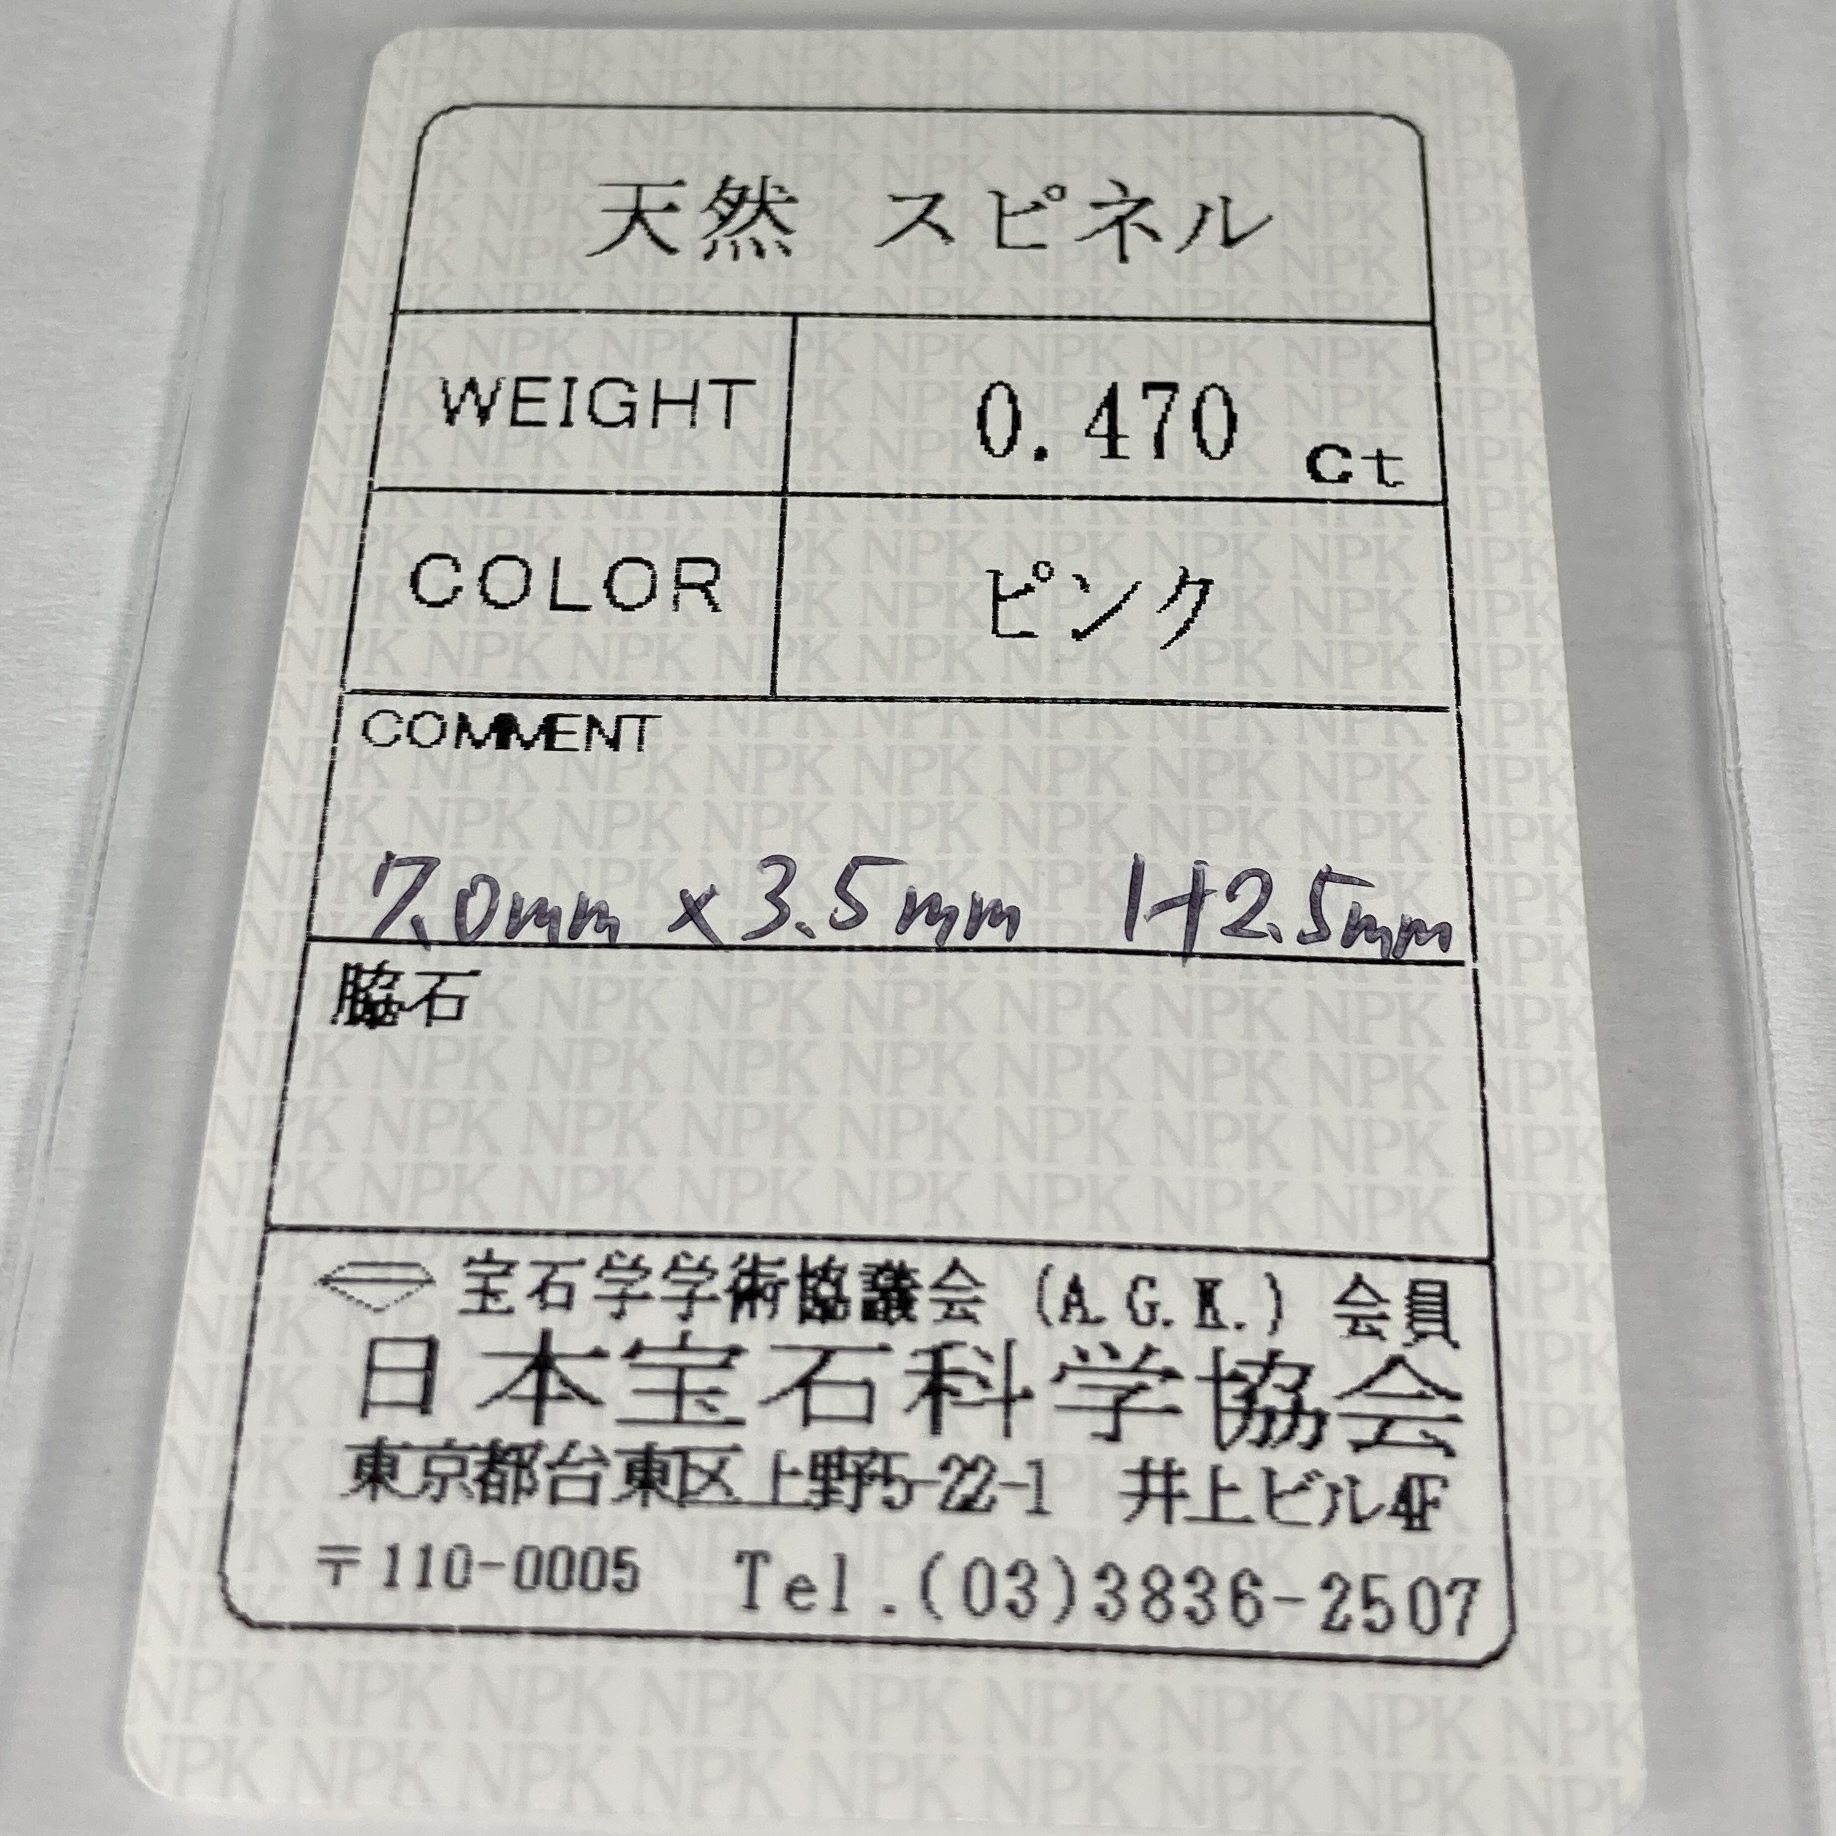 天然 スピネル
WEIGHT 0.470 ct
COLOR ピンク
COMMENT
7.0mm x 3.5mm H2.5mm
脇石
宝石学学術協議会 (A.G.K.) 会員
日本宝石科学協会
東京都台東区上野5-22-1 井上ビル4F
〒110-0005 Tel.(03)3836-2507